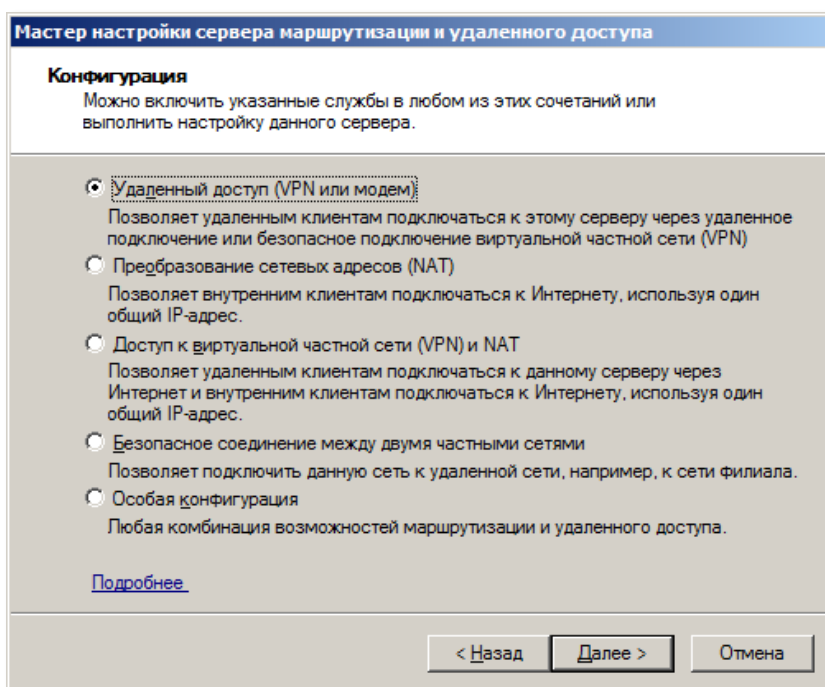 Мастер настройки сервера маршрутизации и удаленного доступа
Конфигурация
Можно включить указанные службы в любом из этих сочетаний или
выполнить настройку данного сервера.
Удаленный доступ (VPN или модем)
Позволяет удаленным клиентам подключаться к этому серверу через удаленное
подключение или безопасное подключение виртуальной частной сети (VPN)
Преобразование сетевых адресов (NAT)
Позволяет внутренним клиентам подключаться к Интернету, используя один
общий IP-адрес.
Доступ к виртуальной частной сети (VPN) и NAT
Позволяет удаленным клиентам подключаться к данному серверу через
Интернет и внутренним клиентам подключаться к Интернету, используя один
общий IP-адрес.
Безопасное соединение между двумя частными сетями
Позволяет подключить данную сеть к удаленной сети, например, к сети филиала.
Особая конфигурация
Любая комбинация возможностей маршрутизации и удаленного доступа.
Подробнее
< Назад Далее > Отмена